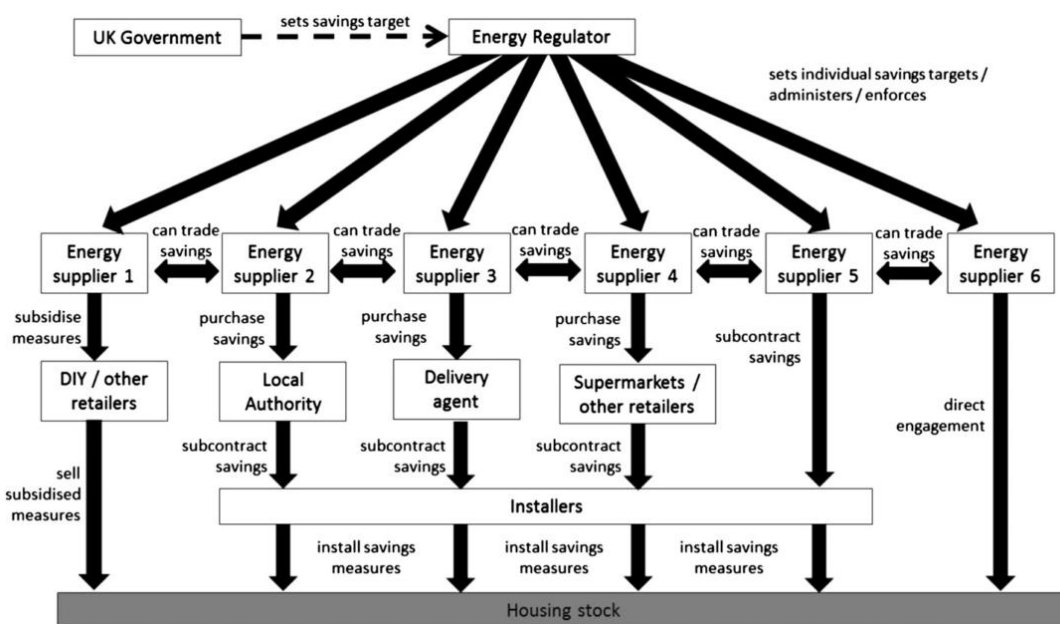 sets savings target
UK Government
Energy Regulator
sets individual savings targets /
administers / enforces
can trade
savings
can trade
savings
can trade
savings
can trade
savings
can trade
savings
Energy
supplier 1
Energy
supplier 2
Energy
supplier 3
Energy
supplier 4
Energy
supplier 5
Energy
supplier 6
subsidise
measures
purchase
savings
purchase
savings
purchase
savings
subcontract
savings
DIY / other
retailers
Local
Authority
Delivery
agent
Supermarkets /
other retailers
direct
engagement
sell
subsidised
measures
subcontract
savings
subcontract
savings
subcontract
savings
Installers
install savings
measures
install savings
measures
install savings
measures
Housing stock